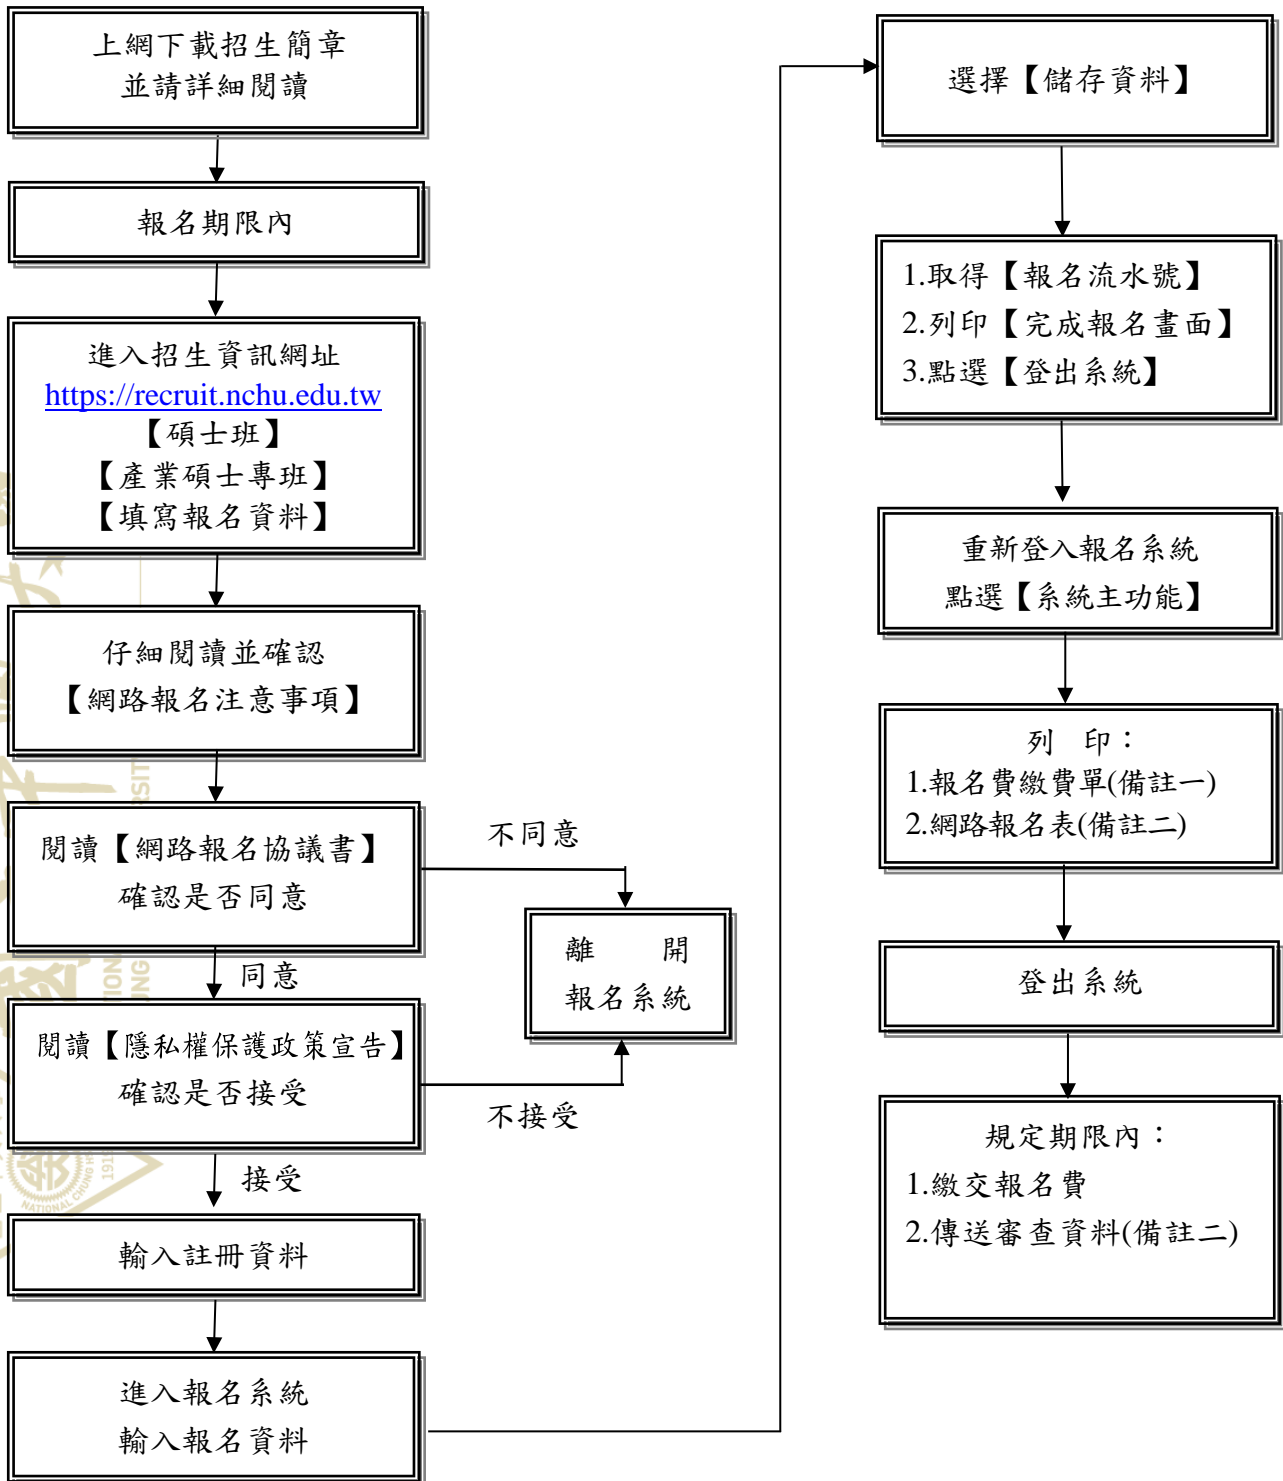 上網下載招生簡章
並請詳細閱讀
報名期限內
進入招生資訊網址
https://recruit.nchu.edu.tw
【碩士班】
【產業碩士專班】
【填寫報名資料】
仔細閱讀並確認
【網路報名注意事項】
閱讀【網路報名協議書】
確認是否同意
不同意
離 開
報名系統
同意
閱讀【隱私權保護政策宣告】
確認是否接受
不接受
接受
輸入註冊資料
進入報名系統
輸入報名資料
選擇【儲存資料】
1.取得【報名流水號】
2.列印【完成報名畫面】
3.點選【登出系統】
重新登入報名系統
點選【系統主功能】
列 印：
1.報名費繳費單(備註一)
2.網路報名表(備註二)
登出系統
規定期限內：
1.繳交報名費
2.傳送審查資料(備註二)